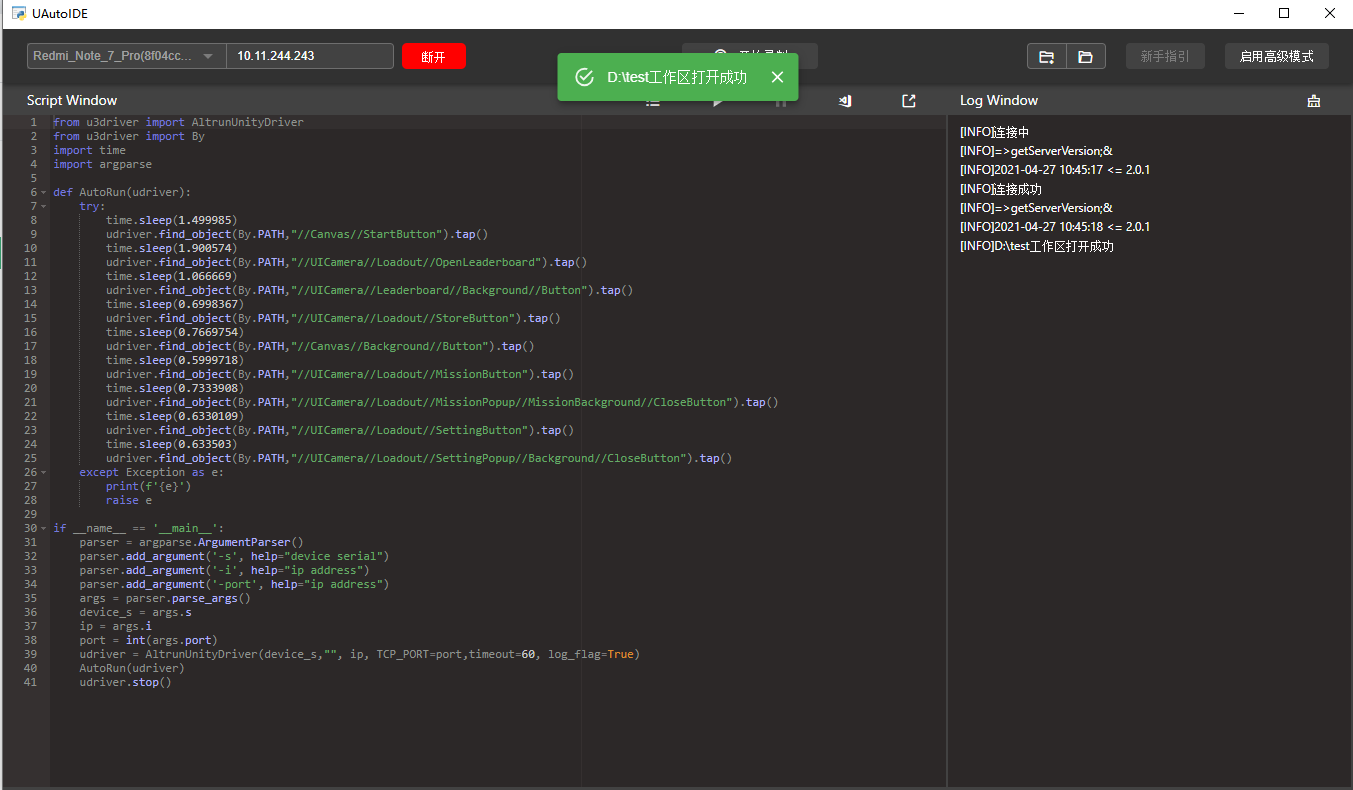 UAutoIDE
Redmi_Note_7_Pro(8f04cc...
10.11.244.243
断开
D:\test工作区打开成功
新手指引
启用高级模式
Script Window
Log Window
1 from u3driver import AltrunUnityDriver
2 from u3driver import By
3 import time
4 import argparse
5
6 def AutoRun(udriver):
7     try:
8         time.sleep(1.499985)
9         udriver.find_object(By.PATH,"//Canvas//StartButton").tap()
10         time.sleep(1.900574)
11         udriver.find_object(By.PATH,"//UICamera//Loadout//OpenLeaderboard").tap()
12         time.sleep(1.066669)
13         udriver.find_object(By.PATH,"//UICamera//Leaderboard//Background//Button").tap()
14         time.sleep(0.6998367)
15         udriver.find_object(By.PATH,"//UICamera//Loadout//StoreButton").tap()
16         time.sleep(0.7669754)
17         udriver.find_object(By.PATH,"//Canvas//Background//Button").tap()
18         time.sleep(0.5999718)
19         udriver.find_object(By.PATH,"//UICamera//Loadout//MissionButton").tap()
20         time.sleep(0.7333908)
21         udriver.find_object(By.PATH,"//UICamera//Loadout//MissionPopup//MissionBackground//CloseButton").tap()
22         time.sleep(0.6330109)
23         udriver.find_object(By.PATH,"//UICamera//Loadout//SettingButton").tap()
24         time.sleep(0.633503)
25         udriver.find_object(By.PATH,"//UICamera//Loadout//SettingPopup//Background//CloseButton").tap()
26     except Exception as e:
27         print(f'{e}')
28         raise e
29
30 if __name__ == '__main__':
31     parser = argparse.ArgumentParser()
32     parser.add_argument('-s', help="device serial")
33     parser.add_argument('-i', help="ip address")
34     parser.add_argument('-port', help="ip address")
35     args = parser.parse_args()
36     device_s = args.s
37     ip = args.i
38     port = int(args.port)
39     udriver = AltrunUnityDriver(device_s,"", ip, TCP_PORT=port,timeout=60, log_flag=True)
40     AutoRun(udriver)
41     udriver.stop()
[INFO]连接中
[INFO]=>getServerVersion;&
[INFO]2021-04-27 10:45:17 <= 2.0.1
[INFO]连接成功
[INFO]=>getServerVersion;&
[INFO]2021-04-27 10:45:18 <= 2.0.1
[INFO]D:\test工作区打开成功